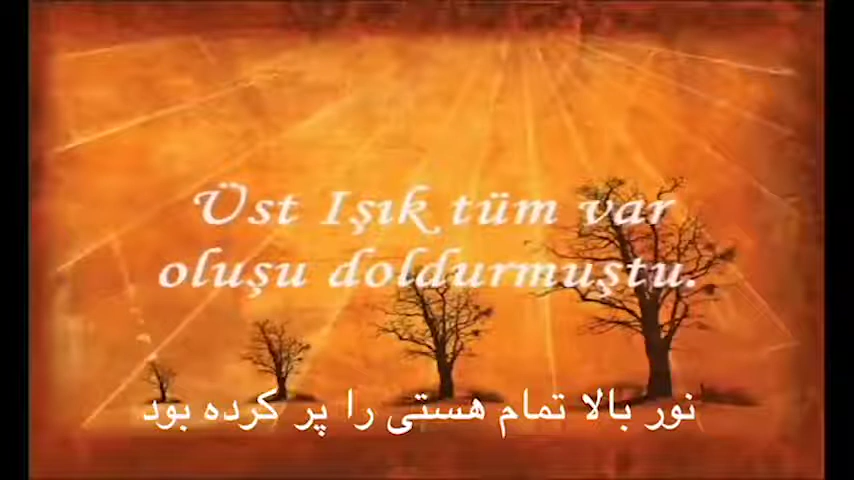 Üst Işık tüm var
oluşu doldurmuştu.
نور بالا تمام هستی را پر کرده بود